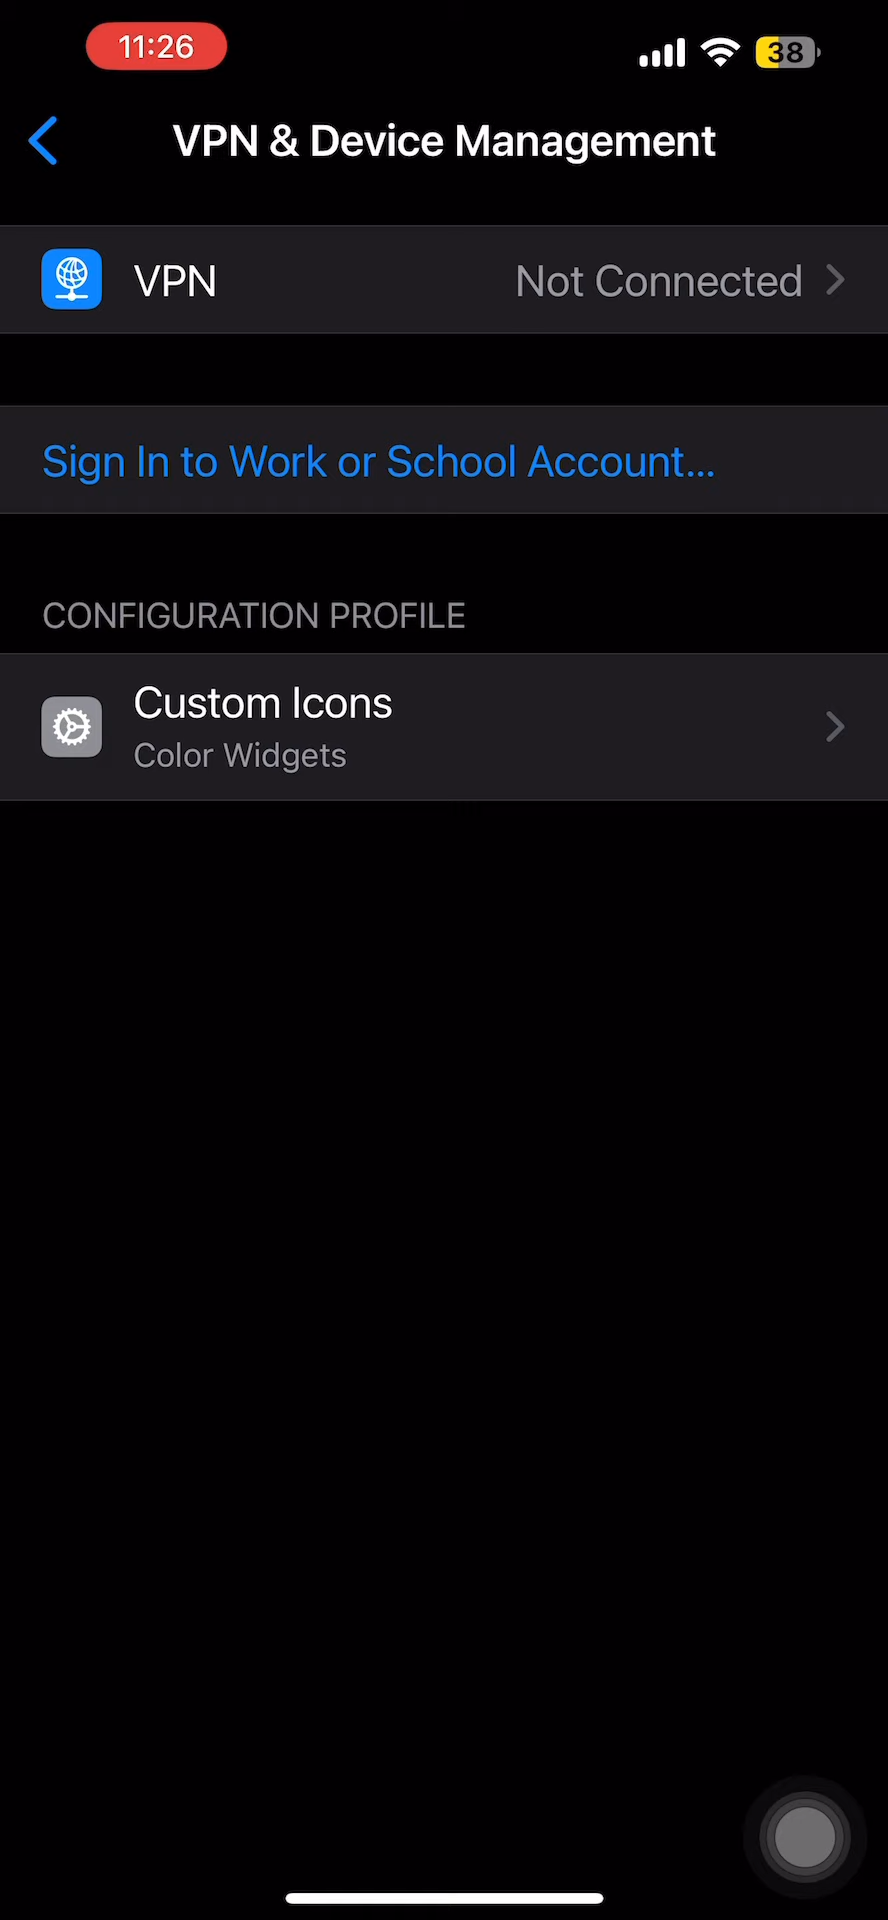 11:26
38
VPN & Device Management
VPN
Not Connected
Sign In to Work or School Account...
CONFIGURATION PROFILE
Custom Icons
Color Widgets